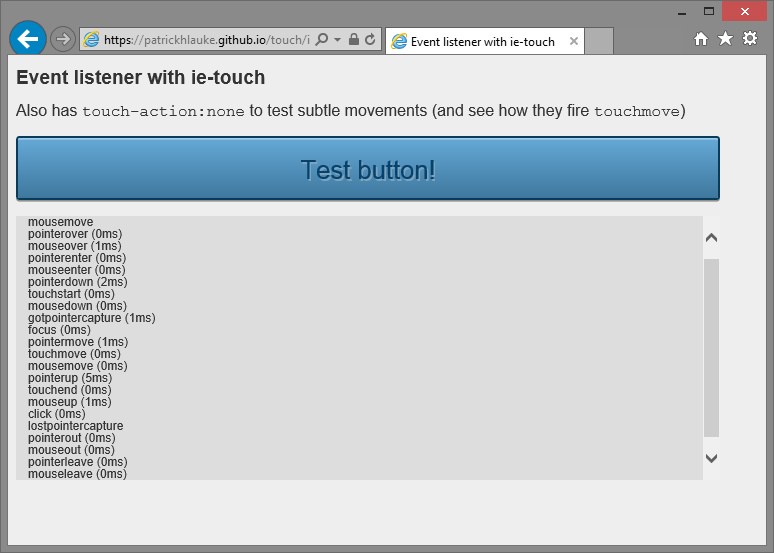 https://patrickhlauke.github.io/touch/i
Event listener with ie-touch
Event listener with ie-touch
Also has touch-action:none to test subtle movements (and see how they fire touchmove)
Test button!
mousemove
pointerover (0ms)
mouseover (1ms)
pointerenter (0ms)
mouseenter (0ms)
pointerdown (2ms)
touchstart (0ms)
mousedown (0ms)
gotpointercapture (1ms)
focus (0ms)
pointermove (1ms)
touchmove (0ms)
mousemove (0ms)
pointerup (5ms)
touchend (0ms)
mouseup (1ms)
click (0ms)
lostpointercapture
pointerout (0ms)
mouseout (0ms)
pointerleave (0ms)
mouseleave (0ms)